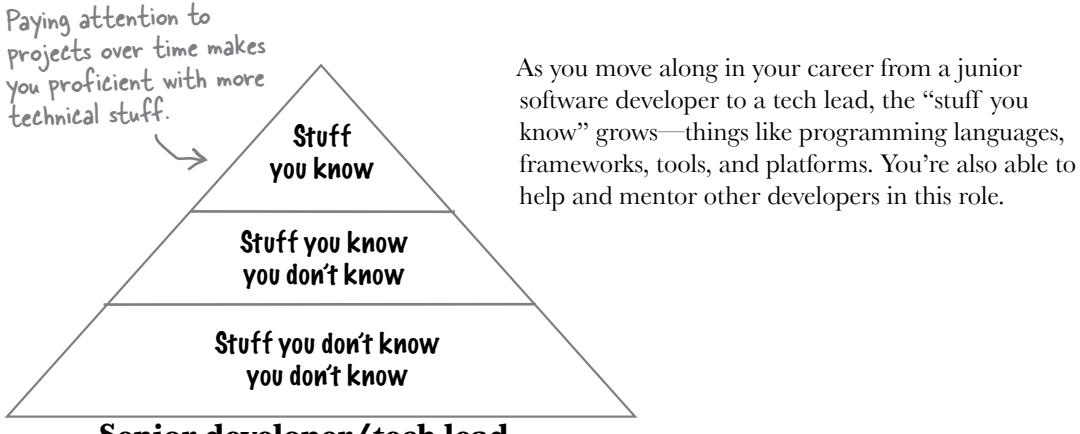 Paying attention to
projects over time makes
you proficient with more
technical stuff.
As you move along in your career from a junior
software developer to a tech lead, the “stuff you
know” grows—things like programming languages,
frameworks, tools, and platforms. You’re also able to
help and mentor other developers in this role.
Stuff
you know
Stuff you know
you don’t know
Stuff you don’t know
you don’t know
Senior developer/tech lead